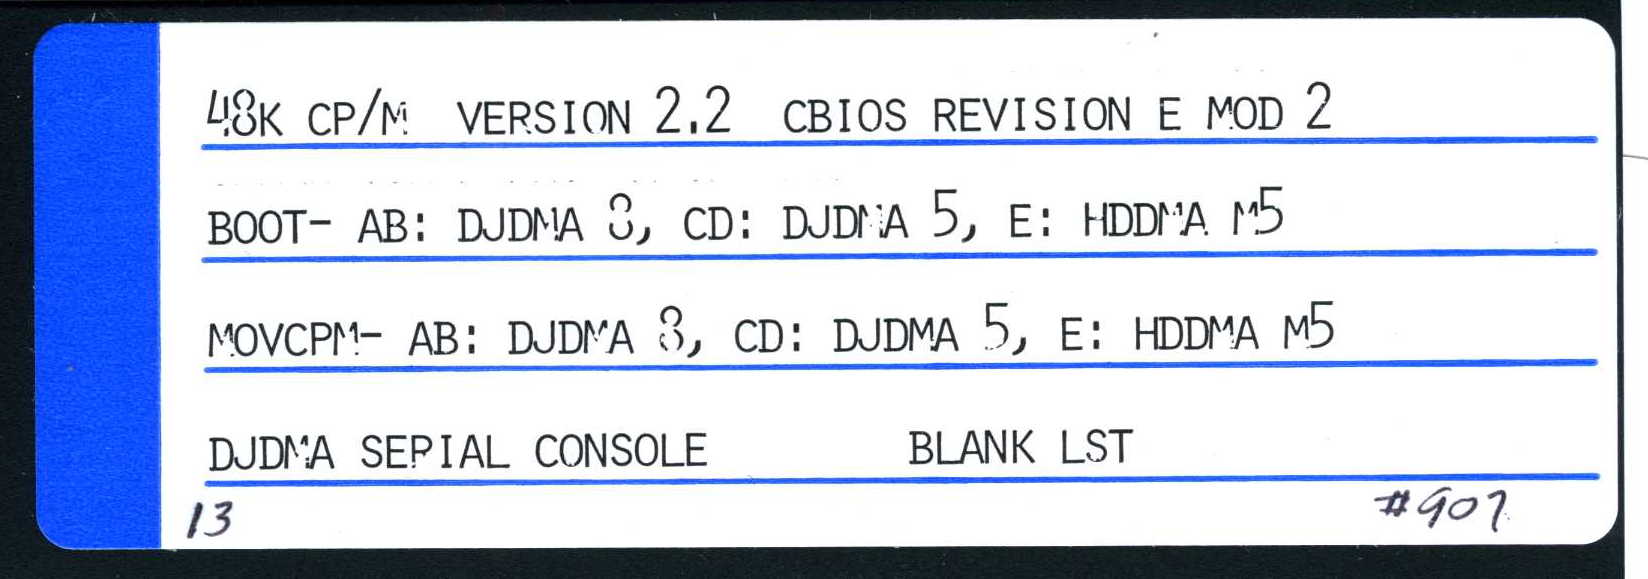 48K CP/M VERSION 2.2 CBIOS REVISION E MOD 2
BOOT- AB: DJDMA 8, CD: DJDMA 5, E: HDDMA M5
MOVCPM- AB: DJDMA 8, CD: DJDMA 5, E: HDDMA M5
DJDMA SERIAL CONSOLE BLANK LST
13 #907